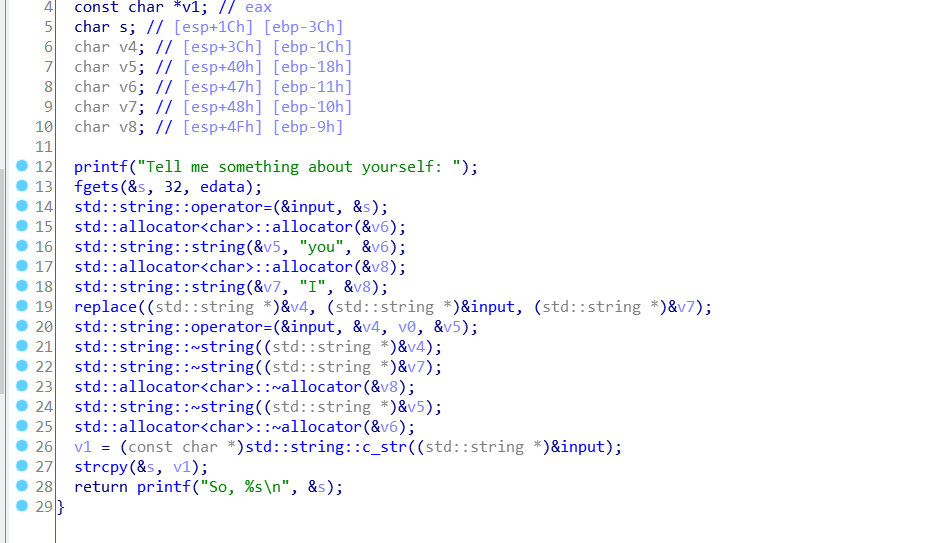 4 const char *v1; // eax
5 char s; // [esp+1Ch] [ebp-3Ch]
6 char v4; // [esp+3Ch] [ebp-1Ch]
7 char v5; // [esp+40h] [ebp-18h]
8 char v6; // [esp+47h] [ebp-11h]
9 char v7; // [esp+48h] [ebp-10h]
10 char v8; // [esp+4Fh] [ebp-9h]
11
12 printf("Tell me something about yourself: ");
13 fgets(&s, 32, edata);
14 std::string::operator=(&input, &s);
15 std::allocator<char>::allocator(&v6);
16 std::string::string(&v5, "you", &v6);
17 std::allocator<char>::allocator(&v8);
18 std::string::string(&v7, "I", &v8);
19 replace((std::string *)&v4, (std::string *)&input, (std::string *)&v7);
20 std::string::operator=(&input, &v4, v0, &v5);
21 std::string::~string((std::string *)&v4);
22 std::string::~string((std::string *)&v7);
23 std::allocator<char>::~allocator(&v8);
24 std::string::~string((std::string *)&v5);
25 std::allocator<char>::~allocator(&v6);
26 v1 = (const char *)std::string::c_str((std::string *)&input);
27 strcpy(&s, v1);
28 return printf("So, %s\n", &s);
29 }